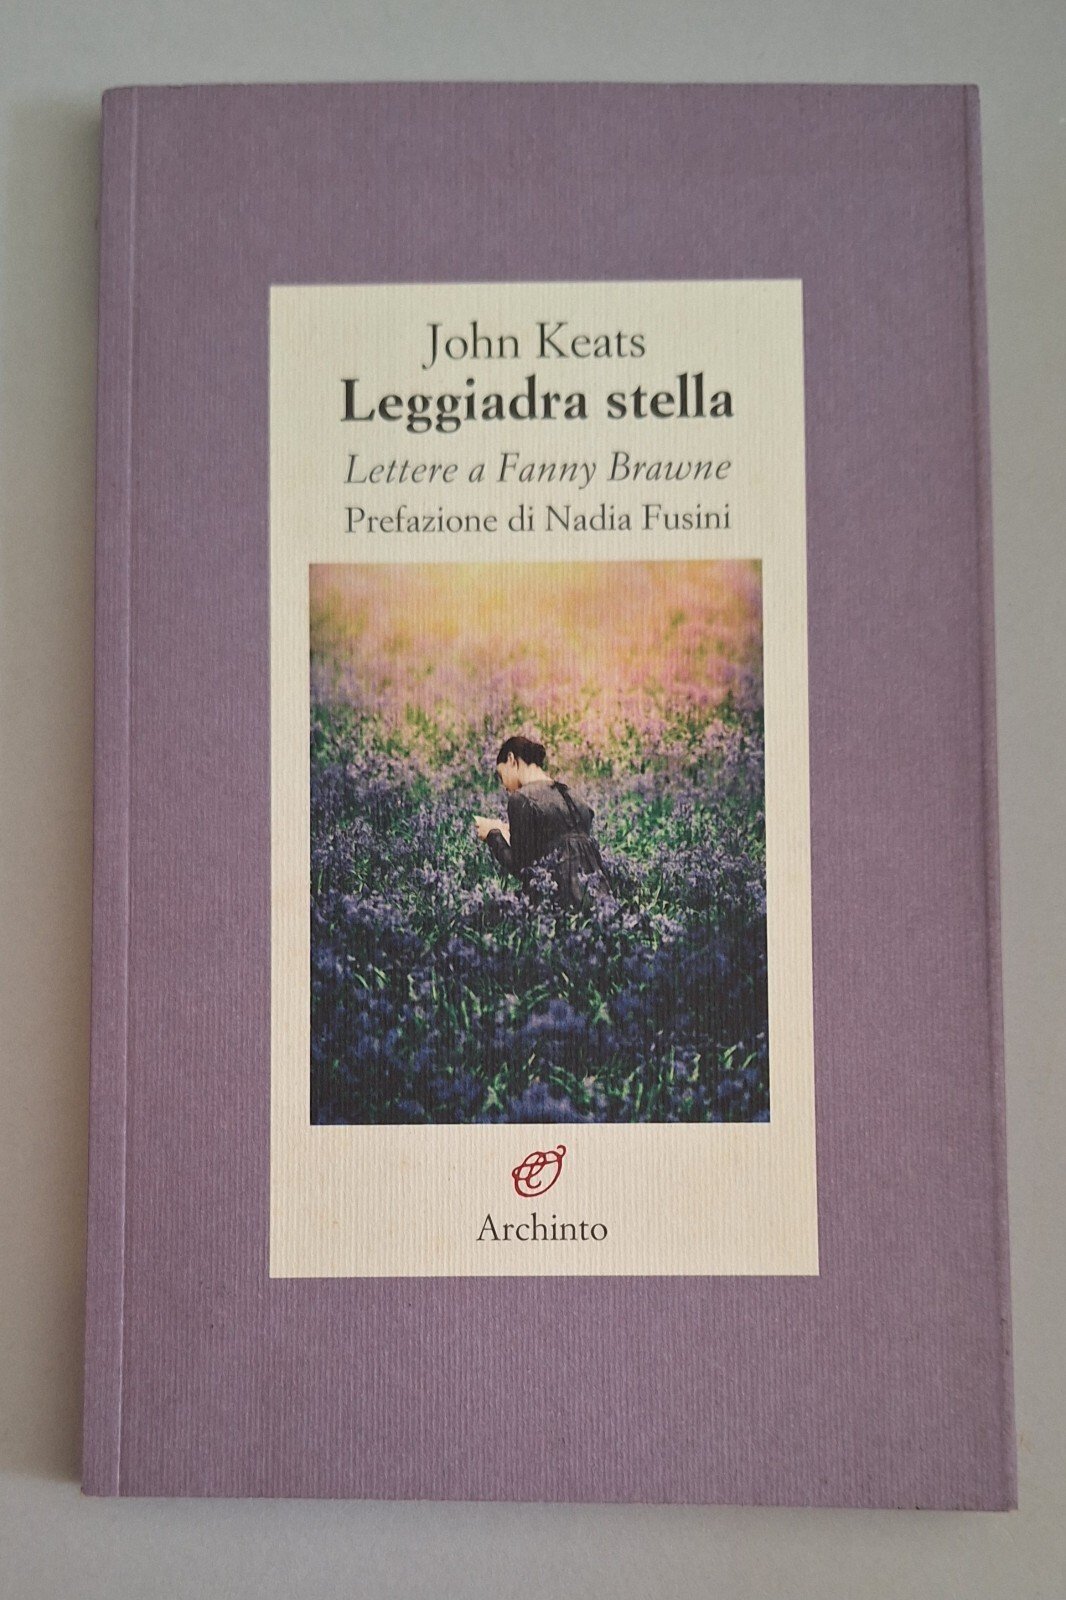 John Keats
Leggiadra stella
Lettere a Fanny Brawne
Prefazione di Nadia Fusini
Archinto